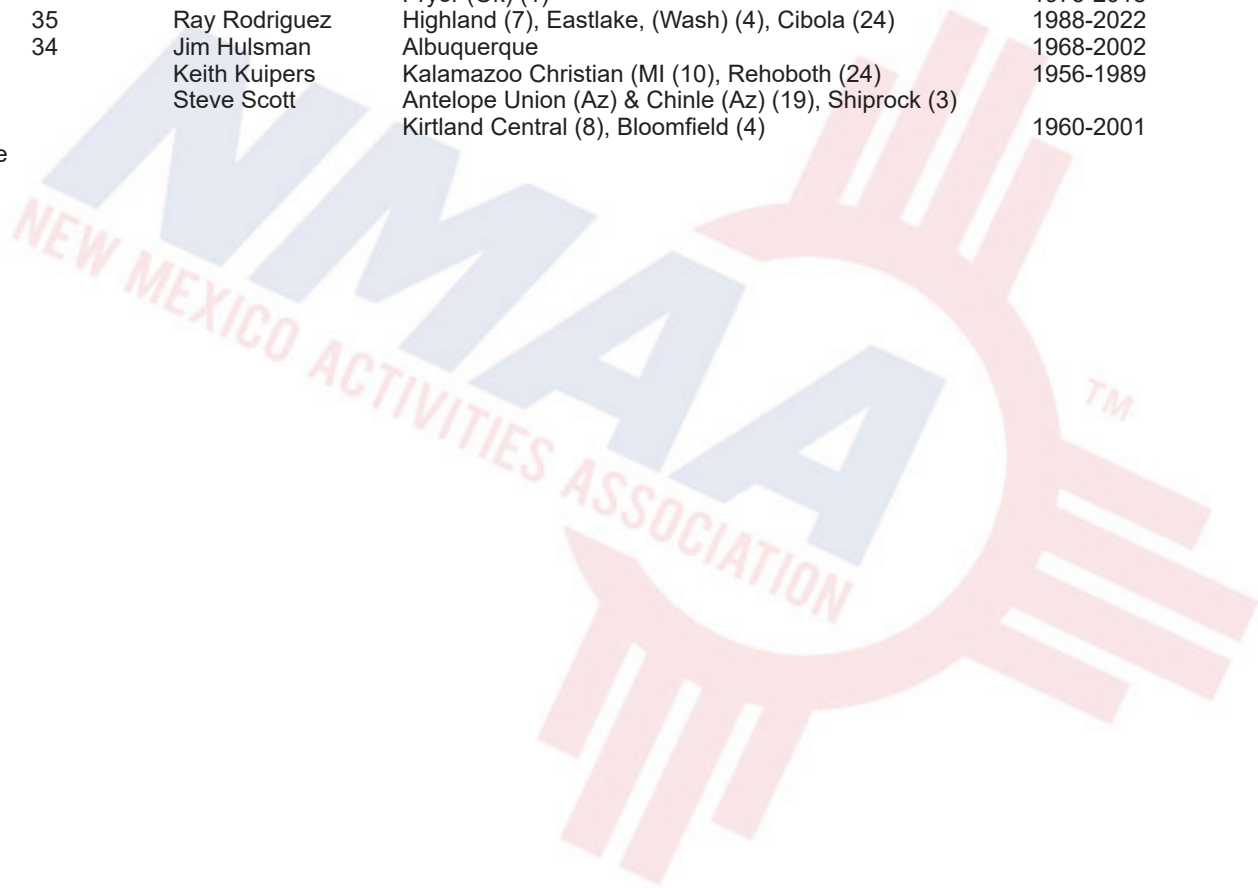 35 Ray Rodriguez Highland (7), Eastlake, (Wash) (4), Cibola (24) 1988-2022
34 Jim Hulsman Albuquerque 1968-2002
Keith Kuipers Kalamazoo Christian (MI (10), Rehoboth (24) 1956-1989
Steve Scott Antelope Union (Az) & Chinle (Az) (19), Shiprock (3)
Kirtland Central (8), Bloomfield (4) 1960-2001
e
NMAA
NEW MEXICO ACTIVITIES ASSOCIATION
TM